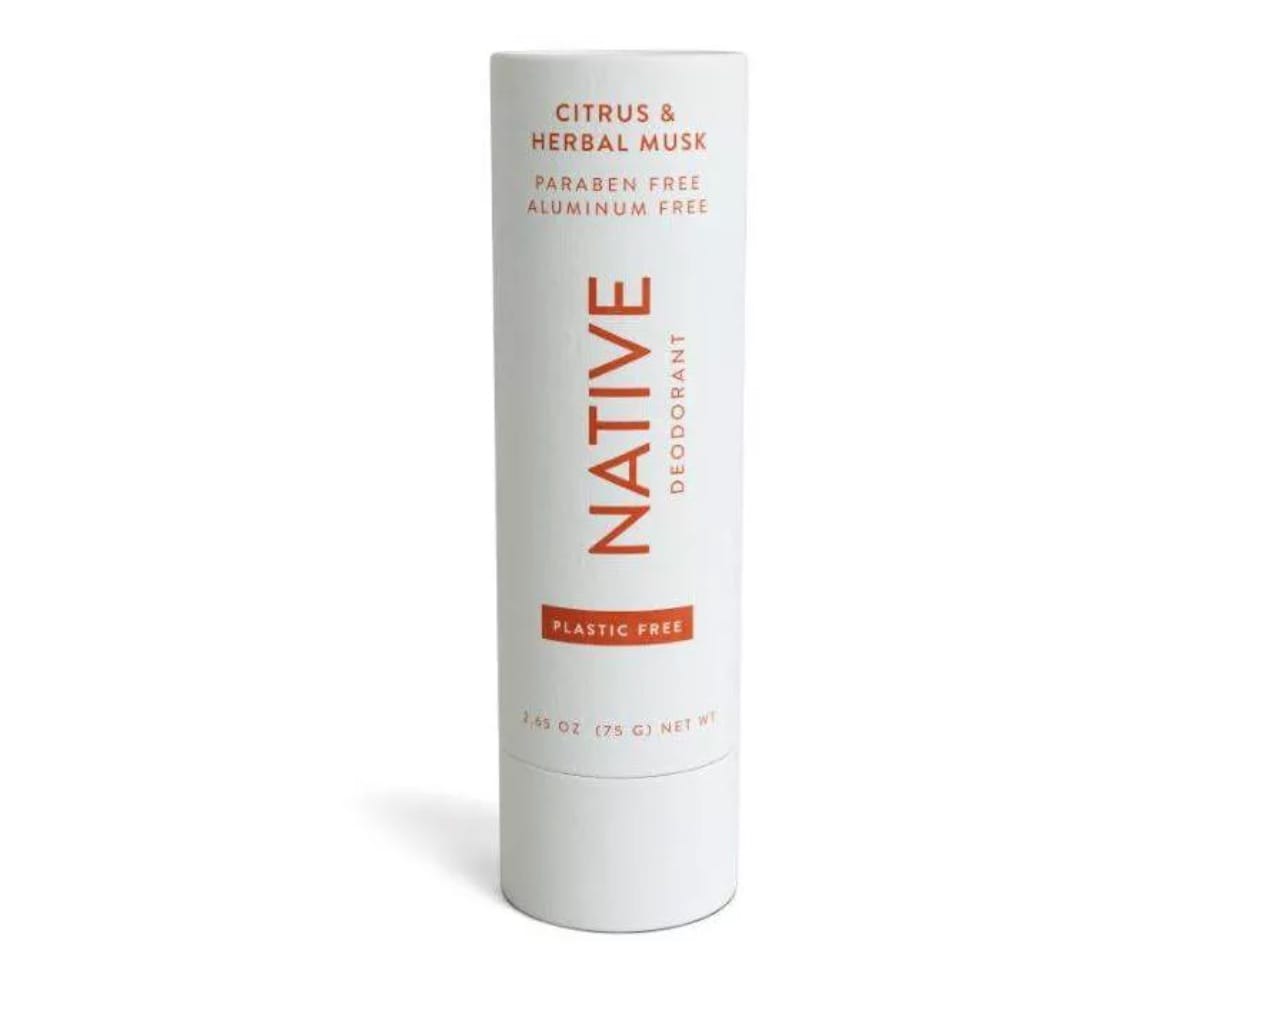 CITRUS &
HERBAL MUSK
PARABEN FREE
ALUMINUM FREE
NATIVE
DEODORANT
PLASTIC FREE
2.65 OZ (75 G) NET WT